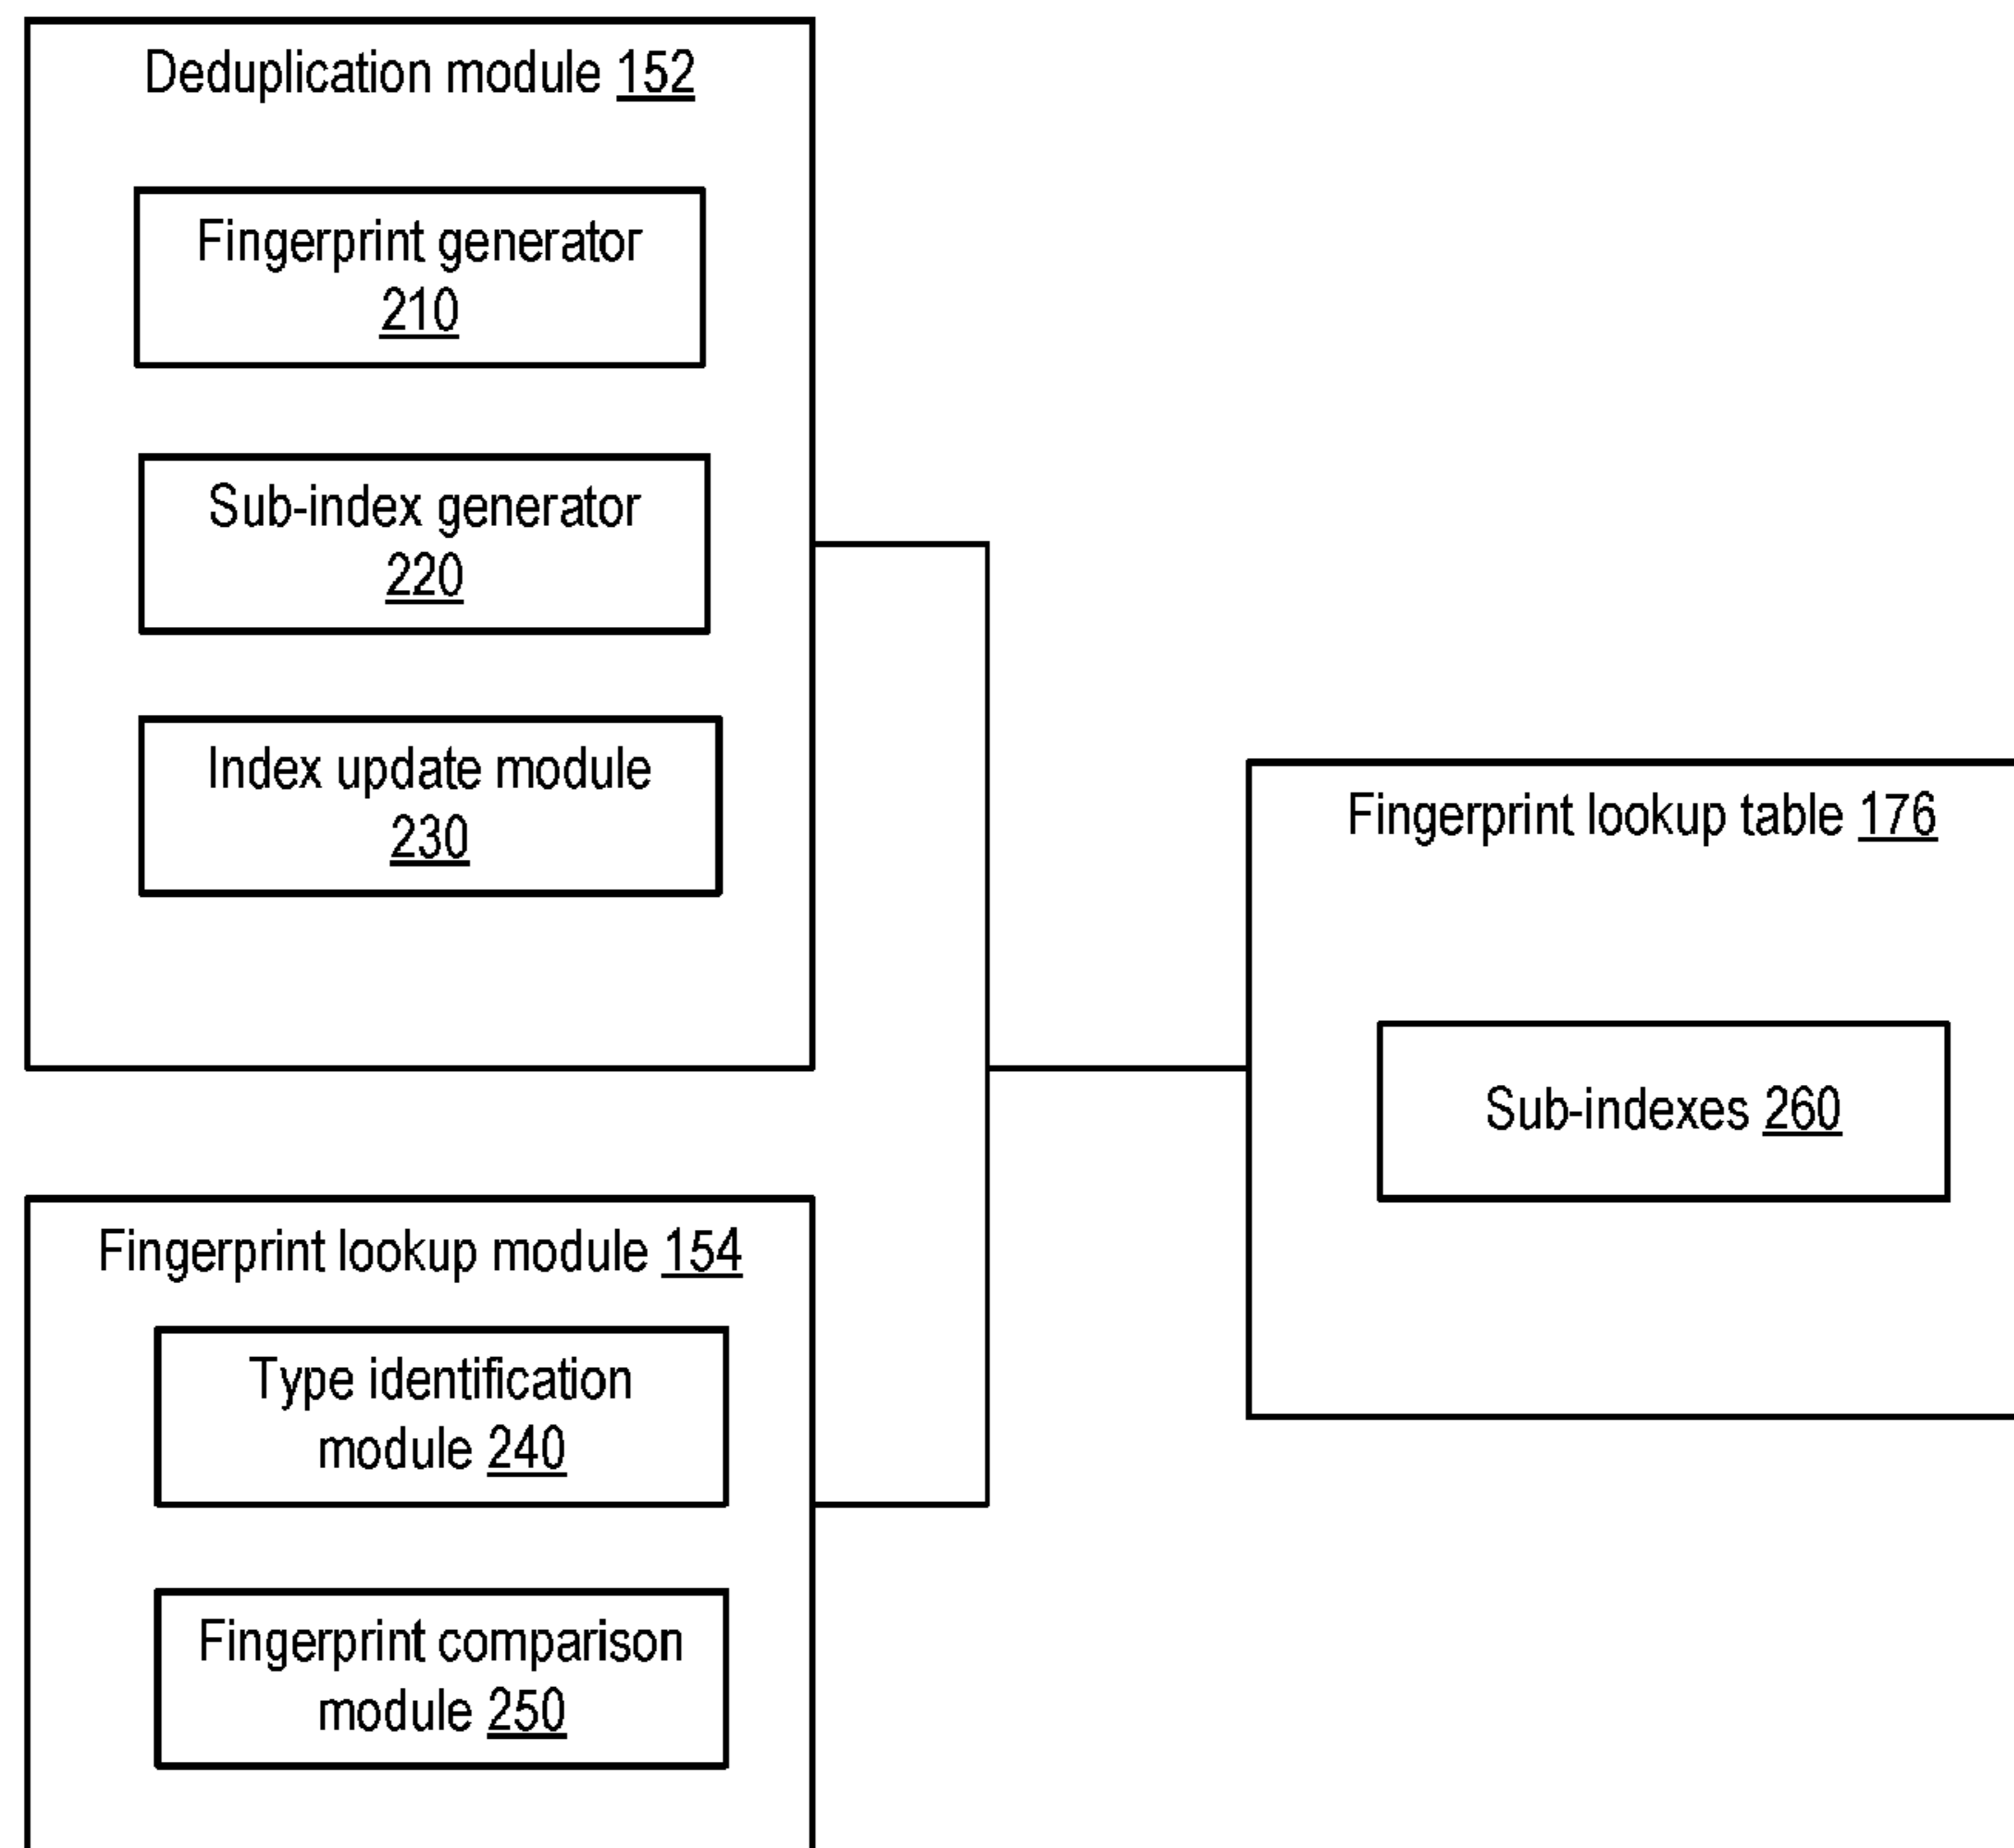 Deduplication module 152
Fingerprint generator
210
Sub-index generator
220
Index update module
230
Fingerprint lookup table 176
Sub-indexes 260
Fingerprint lookup module 154
Type identification
module 240
Fingerprint comparison
module 250